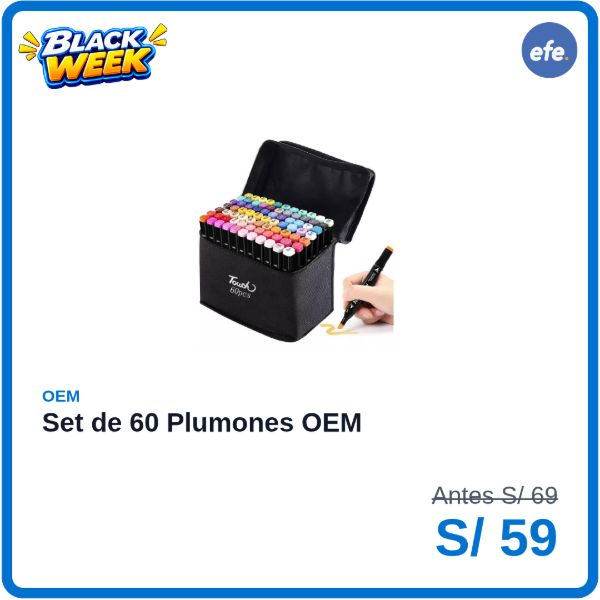 BLACK
WEEK
efe.
Touch
60pcs
OEM
Set de 60 Plumones OEM
Antes S/ 69
S/ 59